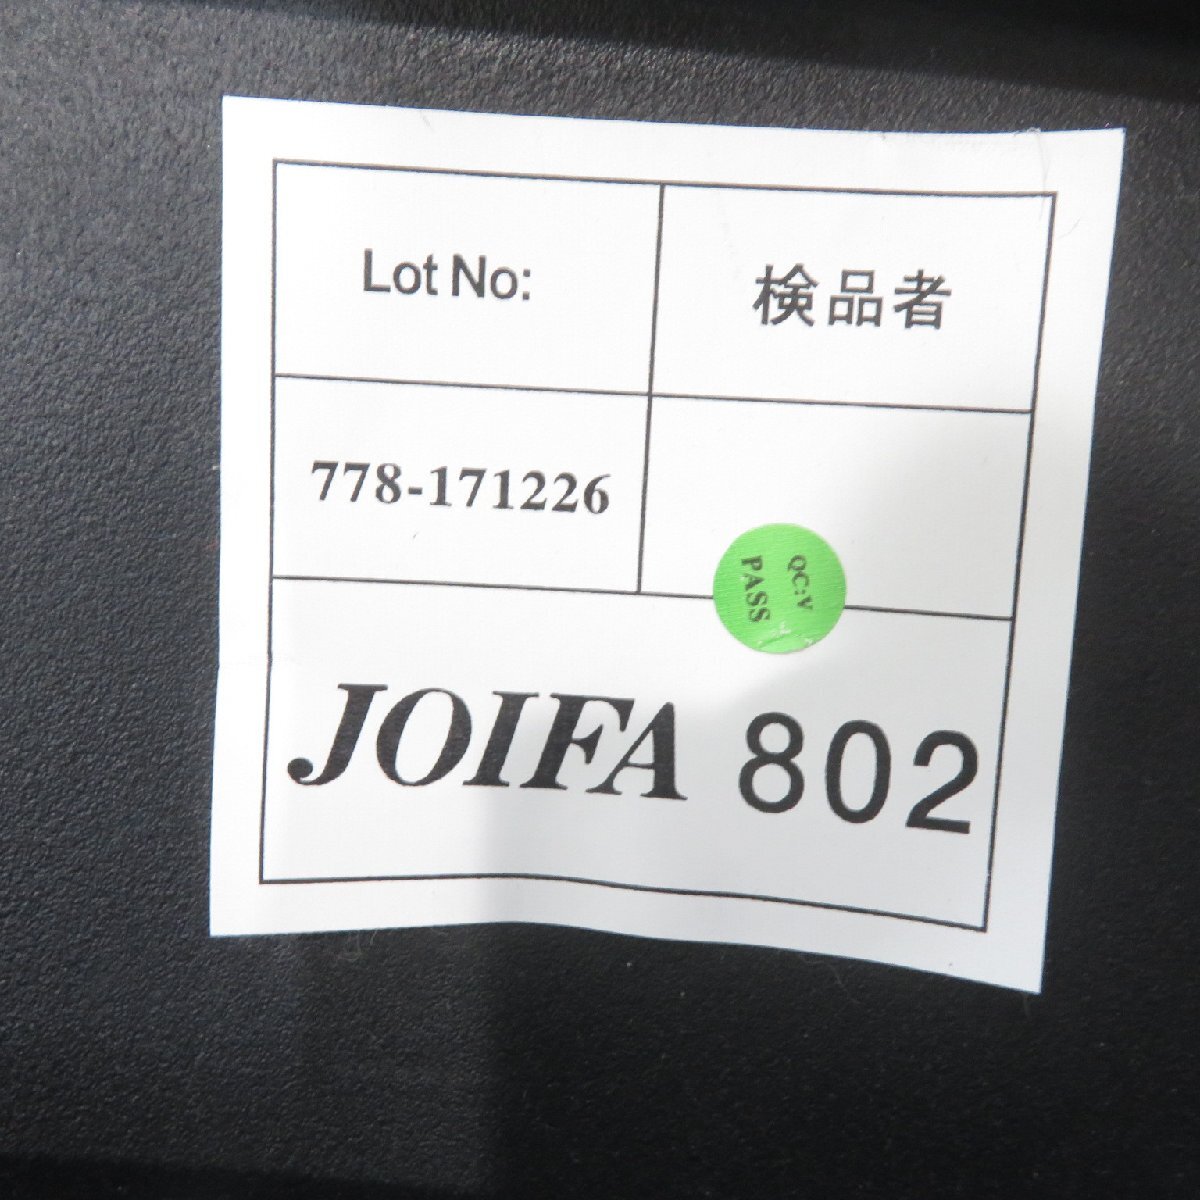 Lot No:
検品者
778-171226
QC:V
PASS
JOIFA 802